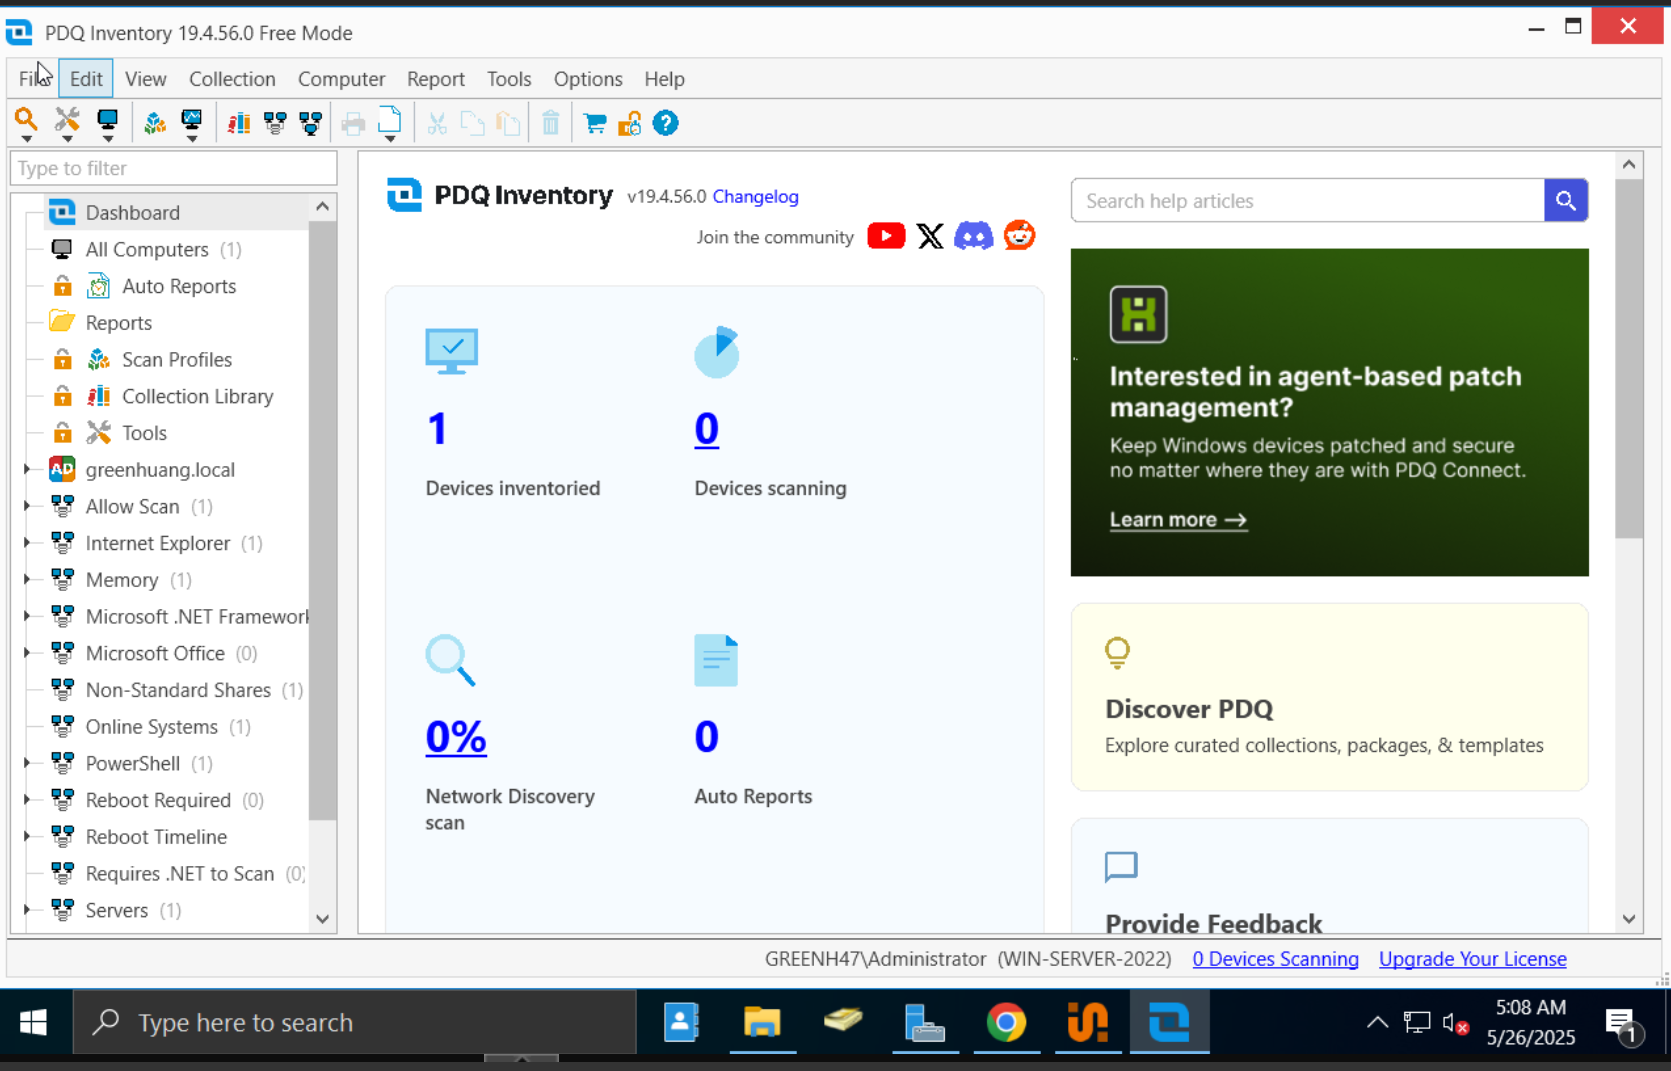 PDQ Inventory 19.4.56.0 Free Mode
File Edit View Collection Computer Report Tools Options Help
Type to filter
Dashboard
All Computers (1)
Auto Reports
Reports
Scan Profiles
Collection Library
Tools
AD greenhuang.local
Allow Scan (1)
Internet Explorer (1)
Memory (1)
Microsoft .NET Framework
Microsoft Office (0)
Non-Standard Shares (1)
Online Systems (1)
PowerShell (1)
Reboot Required (0)
Reboot Timeline
Requires .NET to Scan (0)
Servers (1)
PDQ Inventory v19.4.56.0 Changelog
Join the community
1
Devices inventoried
0
Devices scanning
0%
Network Discovery
scan
0
Auto Reports
Search help articles
Interested in agent-based patch
management?
Keep Windows devices patched and secure
no matter where they are with PDQ Connect.
Learn more →
Discover PDQ
Explore curated collections, packages, & templates
Provide Feedback
GREENH47\Administrator (WIN-SERVER-2022) 0 Devices Scanning Upgrade Your License
Type here to search
5:08 AM
5/26/2025
1